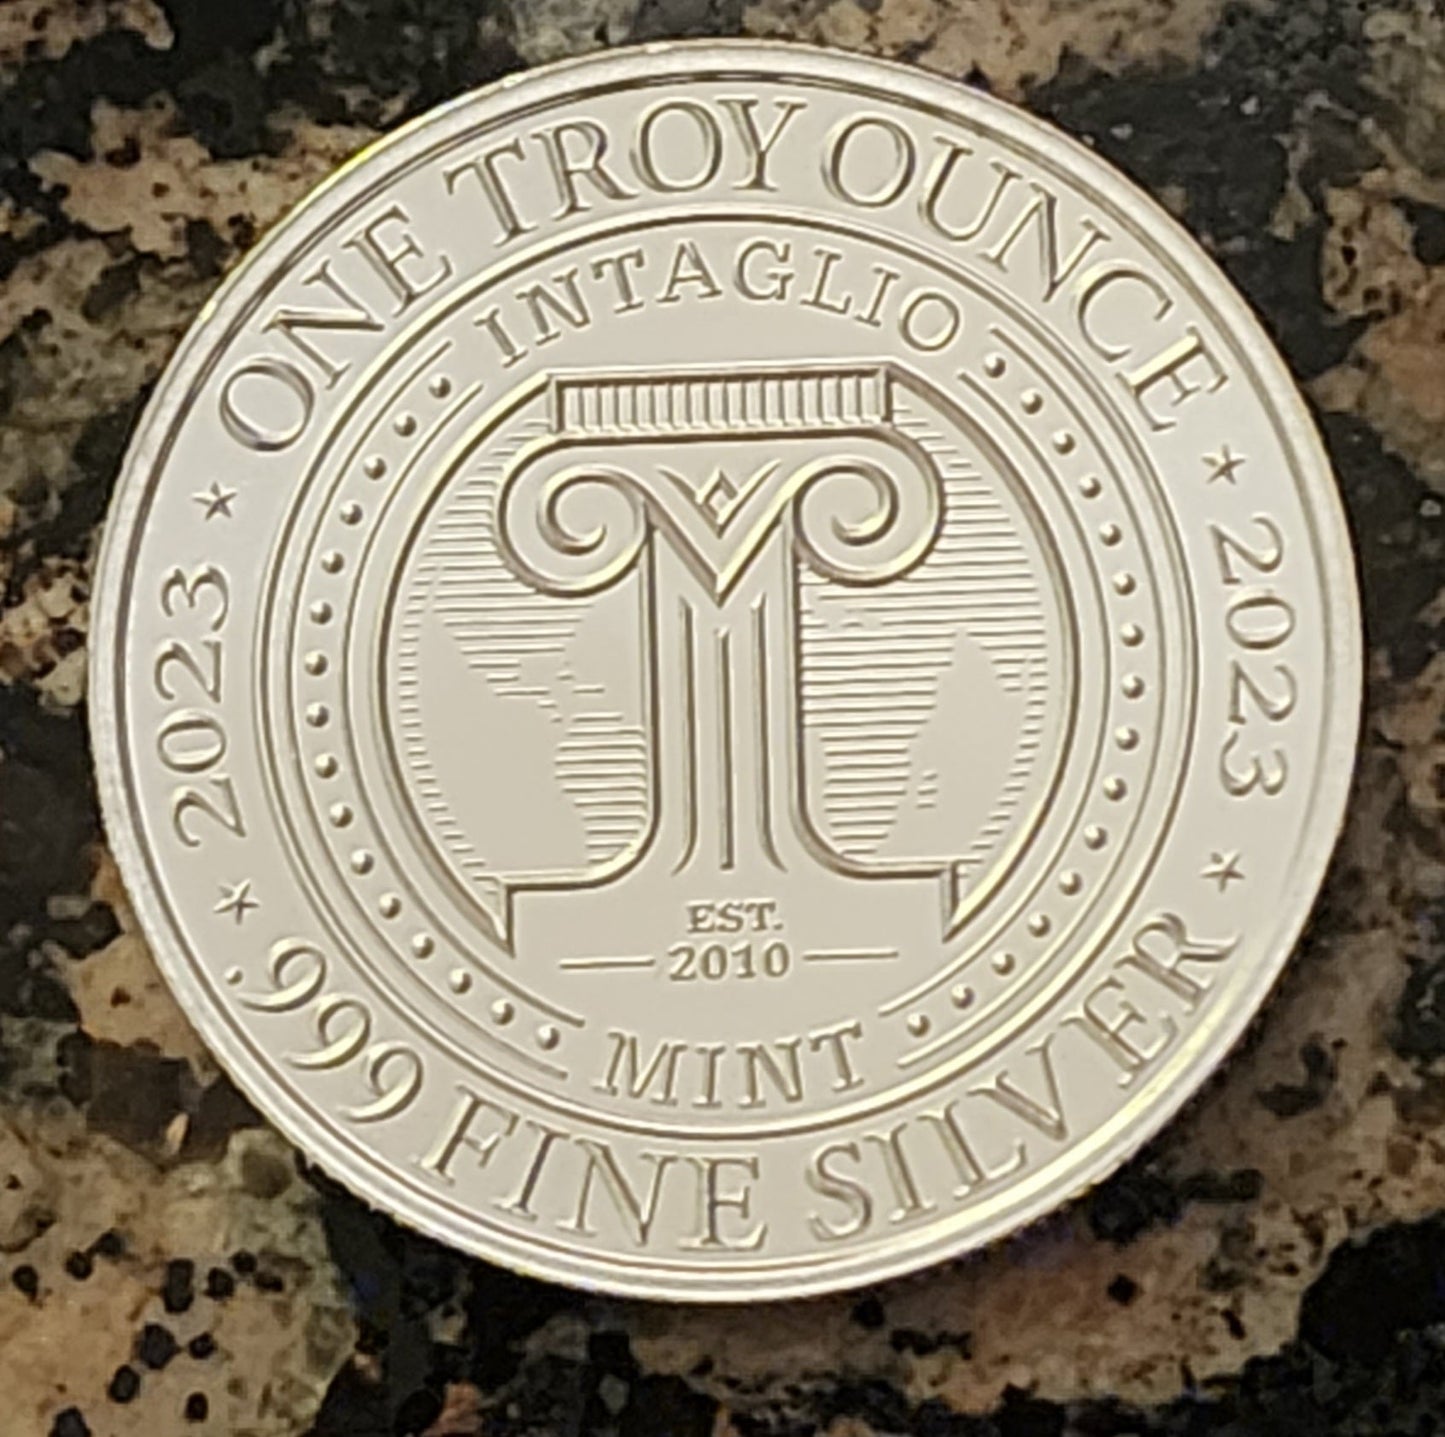 ONE TROY OUNCE
2023
2023
.999 FINE SILVER
INTAGLIO
EST.
2010
MINT